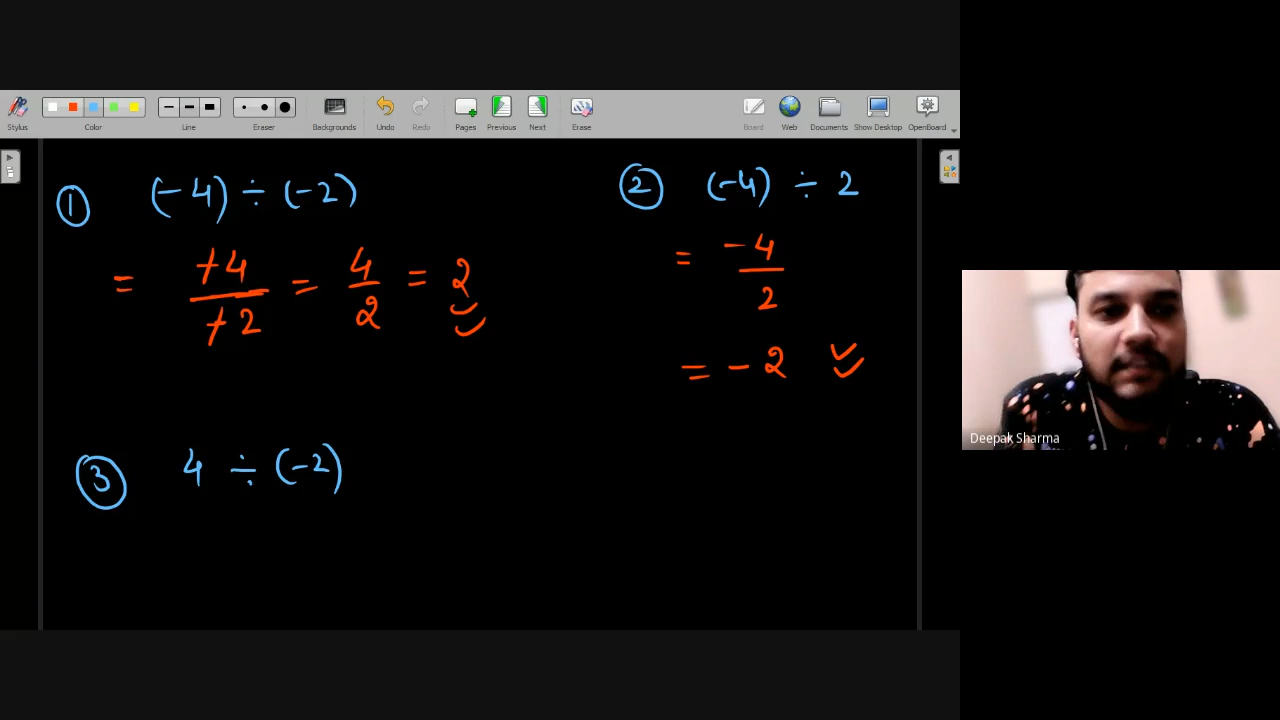 Stylus Color Line Eraser Backgrounds Undo Redo Pages Previous Next Erase Board Web Documents Show Desktop OpenBoard
① (-4) ÷ (-2)
= -4/-2 = 4/2 = 2
② (-4) ÷ 2
= -4/2
= -2
③ 4 ÷ (-2)
Deepak Sharma